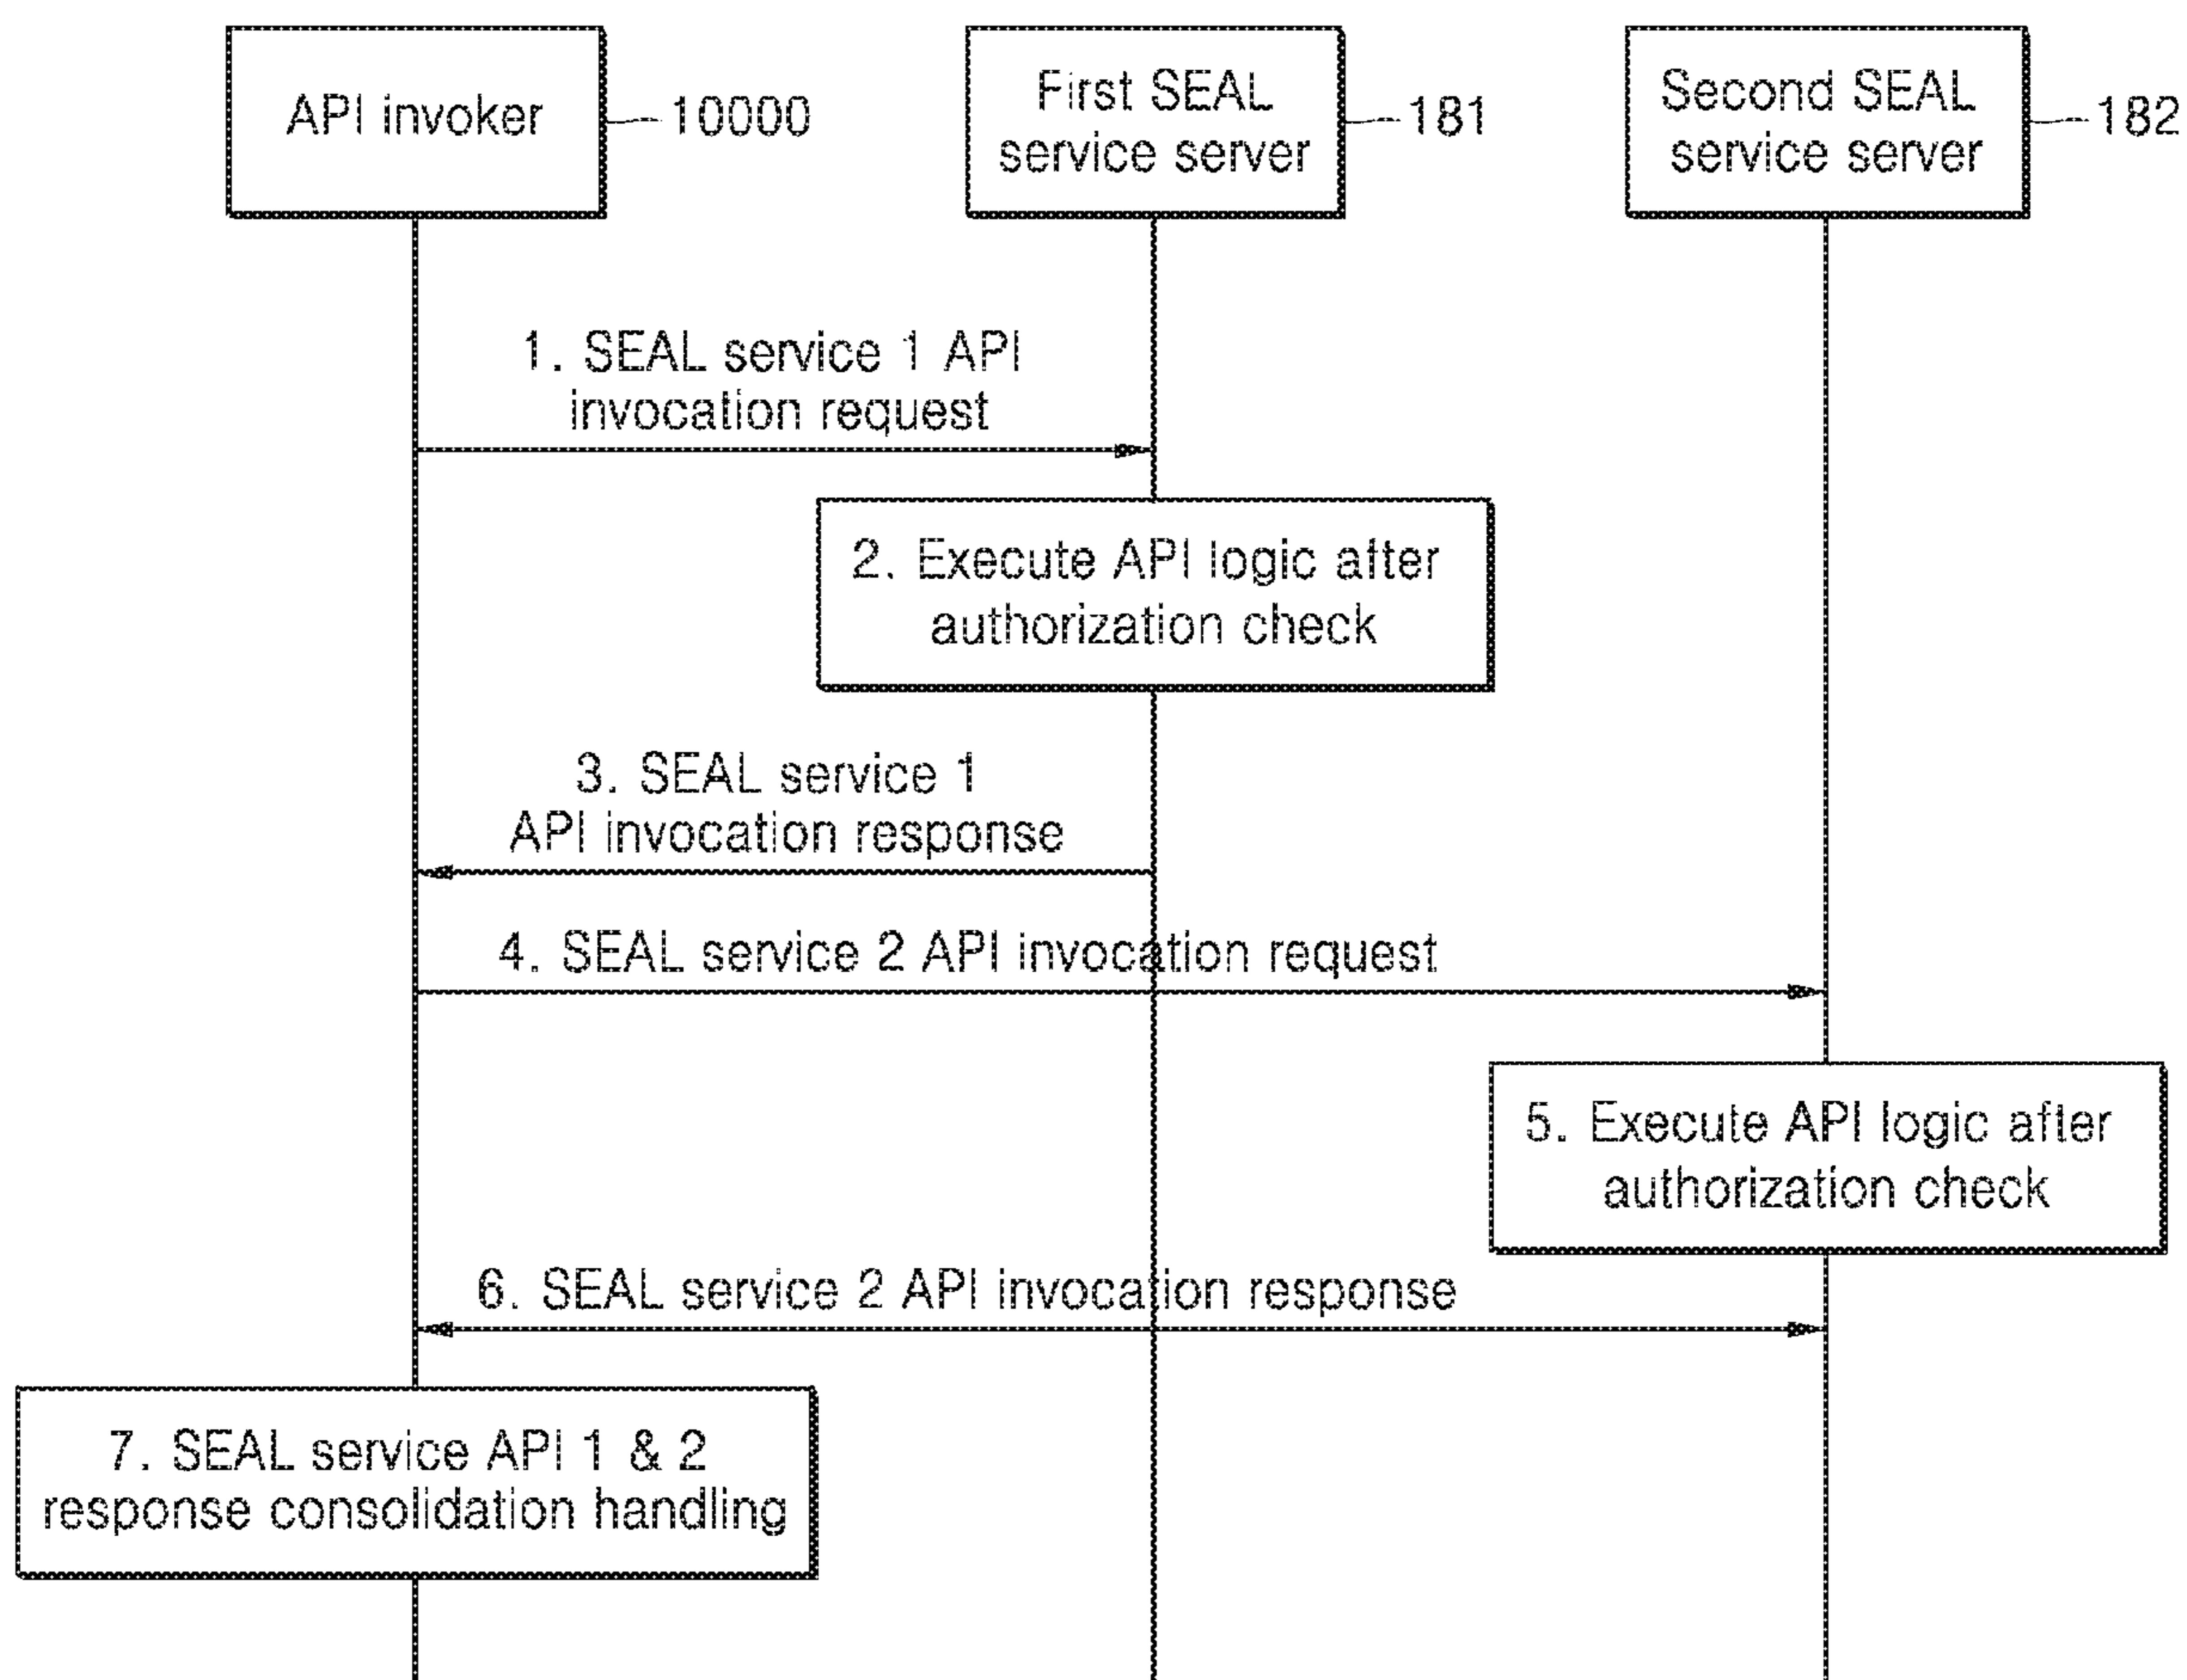 API invoker
10000
First SEAL
service server
181
Second SEAL
service server
182
1. SEAL service 1 API
invocation request
2. Execute API logic after
authorization check
3. SEAL service 1
API invocation response
4. SEAL service 2 API invocation request
5. Execute API logic after
authorization check
6. SEAL service 2 API invocation response
7. SEAL service API 1 & 2
response consolidation handling